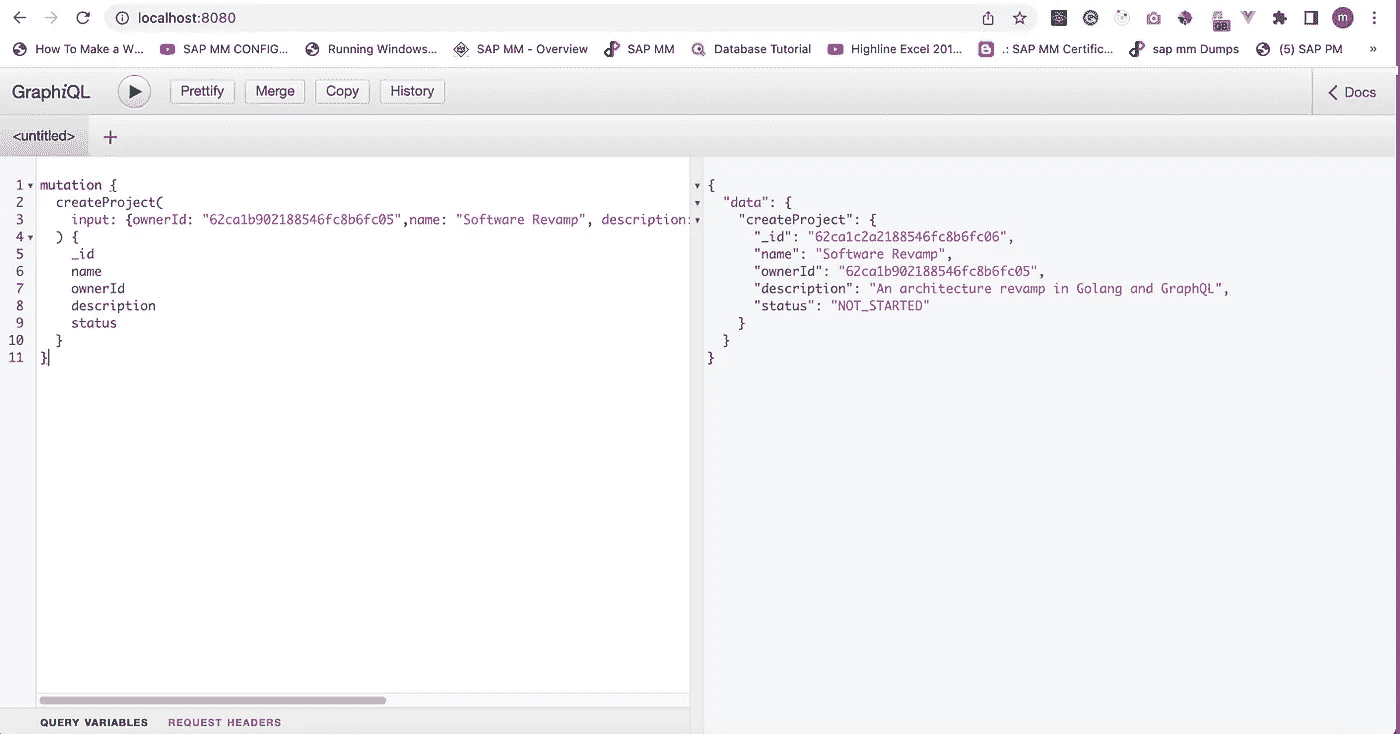 localhost:8080
How To Make a W...
SAP MM CONFIG...
Running Windows...
SAP MM - Overview
SAP MM
Database Tutorial
Highline Excel 201...
.: SAP MM Certific...
sap mm Dumps
(5) SAP PM
»
GraphiQL
Prettify
Merge
Copy
History
Docs
<untitled>
+
1 mutation {
2 createProject(
3 input: {ownerId: "62ca1b902188546fc8b6fc05",name: "Software Revamp", description:
4 ) {
5 _id
6 name
7 ownerId
8 description
9 status
10 }
11 }
{
"data": {
"createProject": {
"_id": "62ca1c2a2188546fc8b6fc06",
"name": "Software Revamp",
"ownerId": "62ca1b902188546fc8b6fc05",
"description": "An architecture revamp in Golang and GraphQL",
"status": "NOT_STARTED"
}
}
}
QUERY VARIABLES
REQUEST HEADERS
m
GB